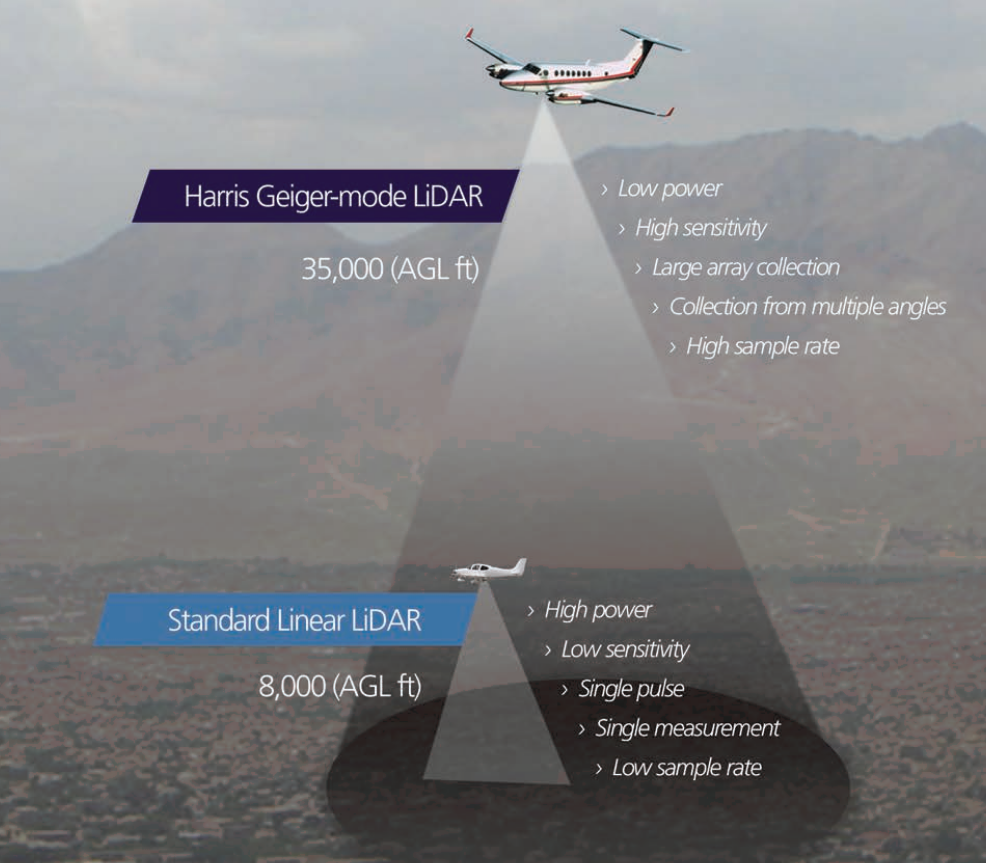 Harris Geiger-mode LiDAR
35,000 (AGL ft)
› Low power
› High sensitivity
› Large array collection
› Collection from multiple angles
› High sample rate
Standard Linear LiDAR
8,000 (AGL ft)
› High power
› Low sensitivity
› Single pulse
› Single measurement
› Low sample rate